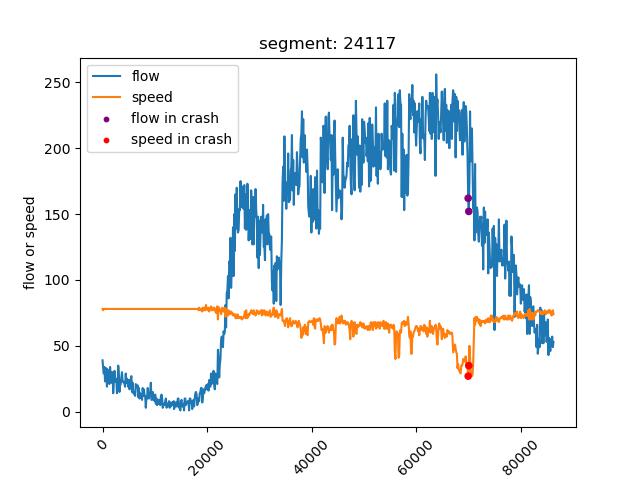 segment: 24117
flow
speed
flow in crash
speed in crash
flow or speed
250
200
150
100
50
0
0
20000
40000
60000
80000